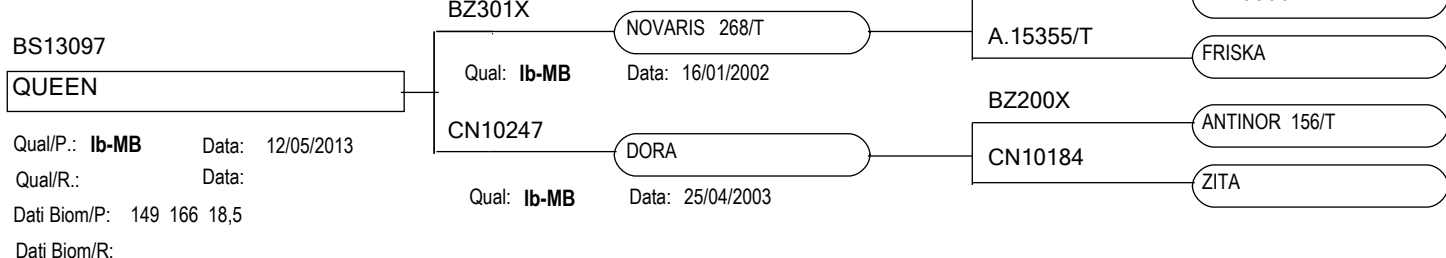 BZ301X
NOVARIS 268/T
A.15355/T
BS13097
FRISKA
Qual: Ib-MB Data: 16/01/2002
QUEEN
BZ200X
ANTINOR 156/T
CN10247
Qual/P.: Ib-MB Data: 12/05/2013
DORA
CN10184
Qual/R.: Data:
ZITA
Qual: Ib-MB Data: 25/04/2003
Dati Biom/P: 149 166 18,5
Dati Biom/R: